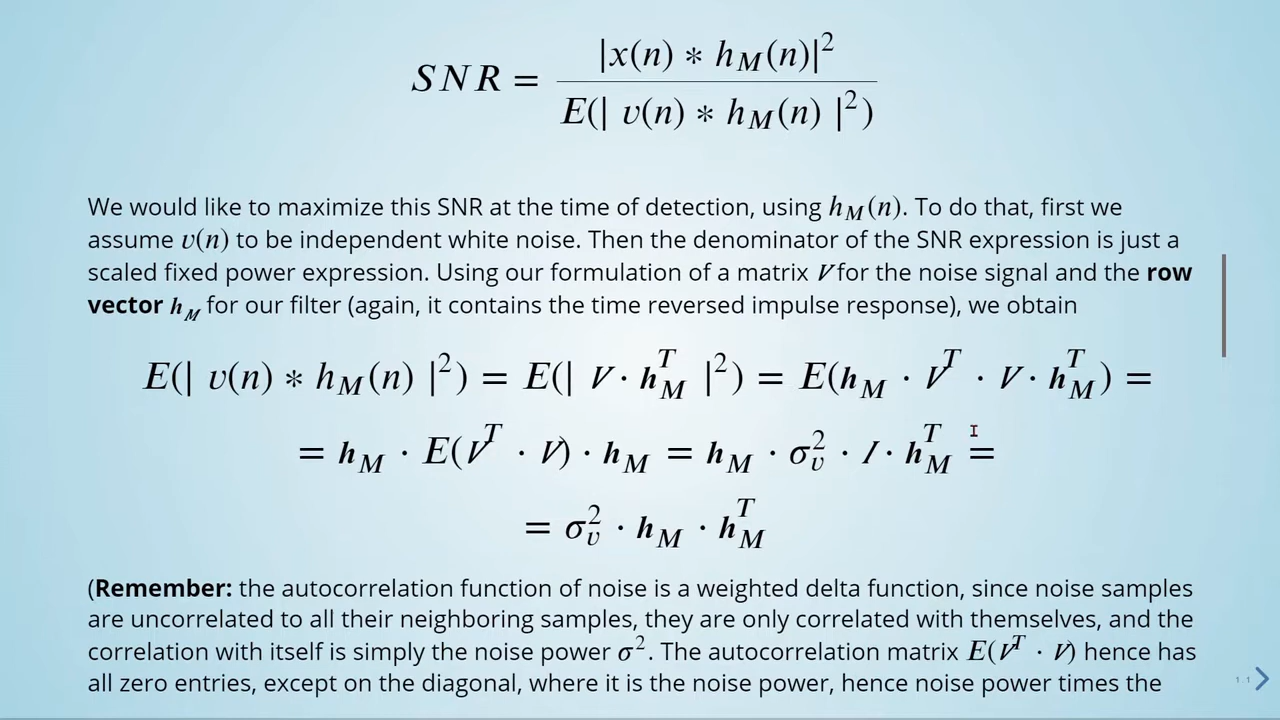 SNR = |x(n) ∗ h_M(n)|² / E(| v(n) ∗ h_M(n) |²)
We would like to maximize this SNR at the time of detection, using h_M(n). To do that, first we
assume v(n) to be independent white noise. Then the denominator of the SNR expression is just a
scaled fixed power expression. Using our formulation of a matrix V for the noise signal and the row
vector h_M for our filter (again, it contains the time reversed impulse response), we obtain
E(| v(n) ∗ h_M(n) |²) = E(| V · h_M^T |²) = E(h_M · V^T · V · h_M^T) =
= h_M · E(V^T · V) · h_M = h_M · σ_v² · I · h_M^T =
= σ_v² · h_M · h_M^T
(Remember: the autocorrelation function of noise is a weighted delta function, since noise samples
are uncorrelated to all their neighboring samples, they are only correlated with themselves, and the
correlation with itself is simply the noise power σ². The autocorrelation matrix E(V^T · V) hence has
all zero entries, except on the diagonal, where it is the noise power, hence noise power times the
1.1